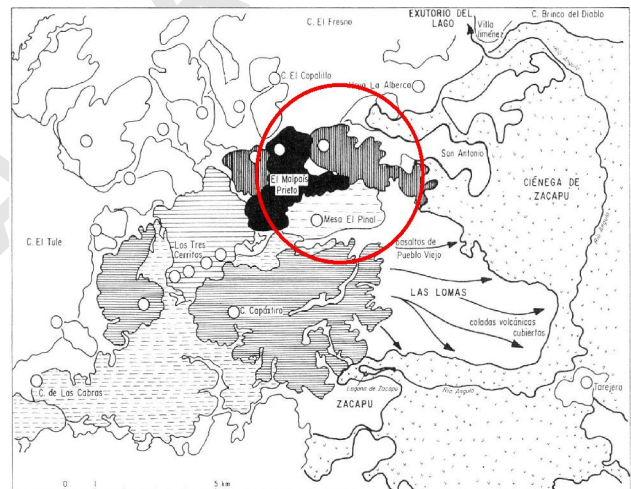 C. El Fresno
EXUTORIO DEL
LAGO
Villa
Jiménez
C. Brinco del Diablo
C. El Capalillo
Hoya La Alberca
San Antonio
CIÉNEGA DE
ZACAPU
El Malpaís
Prieto
Mesa El Pinal
C. El Tule
Los Tres
Cerritos
basaltos de
Pueblo Viejo
LAS LOMAS
coladas volcánicas
cubiertas
C. Capáxtiro
C. de Las Cabras
Laguna de Zacapu
Río Angulo
ZACAPU
Tarejero
0 1 5 km